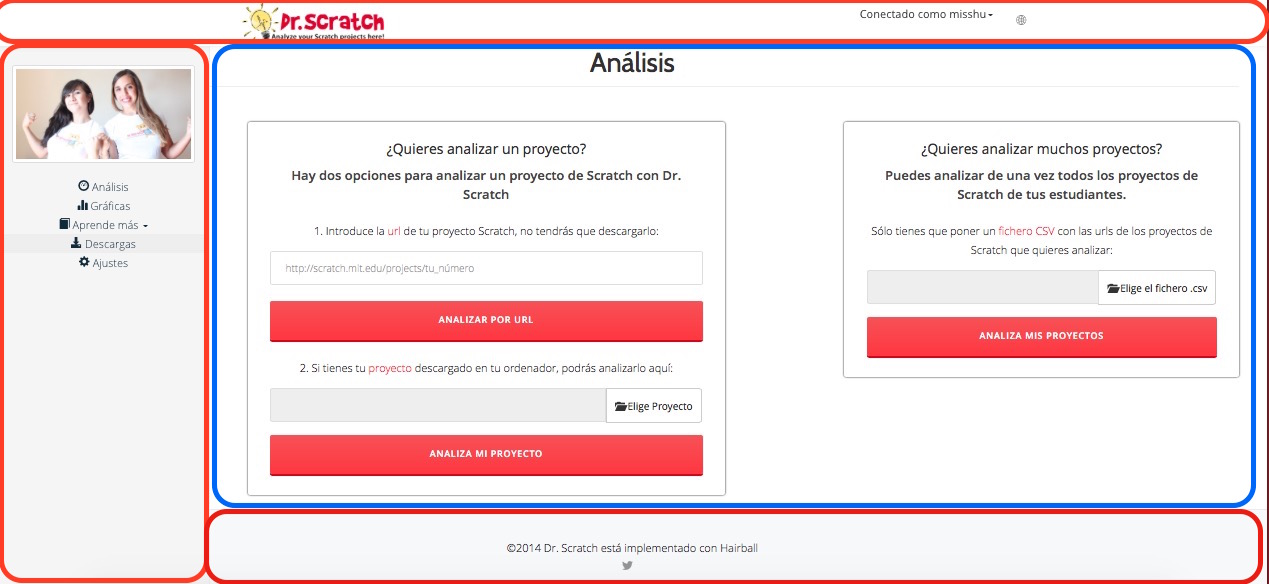 Dr.Scratch
Analyze your Scratch projects here!
Conectado como misshu
Análisis
Gráficas
Aprende más
Descargas
Ajustes
Análisis
¿Quieres analizar un proyecto?
Hay dos opciones para analizar un proyecto de Scratch con Dr.
Scratch
1. Introduce la url de tu proyecto Scratch, no tendrás que descargarlo:
http://scratch.mit.edu/projects/tu_número
ANALIZAR POR URL
2. Si tienes tu proyecto descargado en tu ordenador, podrás analizarlo aquí:
Elige Proyecto
ANALIZA MI PROYECTO
¿Quieres analizar muchos proyectos?
Puedes analizar de una vez todos los proyectos de
Scratch de tus estudiantes.
Sólo tienes que poner un fichero CSV con las urls de los proyectos de
Scratch que quieres analizar:
Elige el fichero .csv
ANALIZA MIS PROYECTOS
©2014 Dr. Scratch está implementado con Hairball